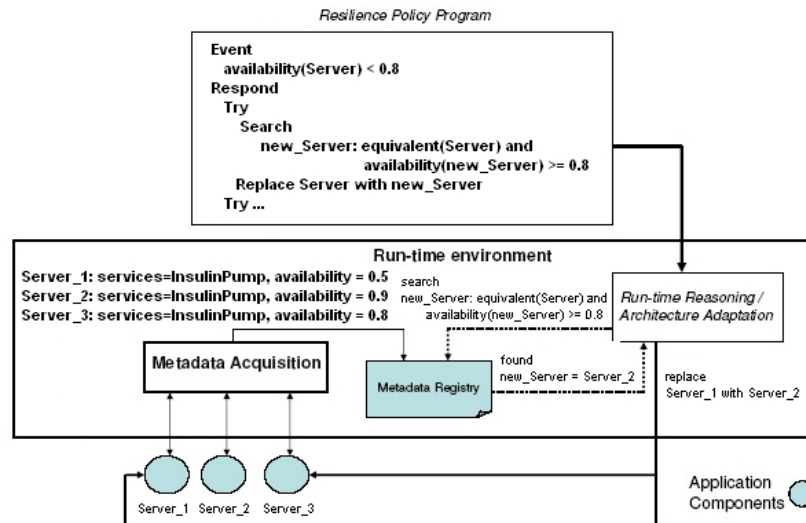 Resilience Policy Program
Event
availability(Server) < 0.8
Respond
Try
Search
new_Server: equivalent(Server) and
availability(new_Server) >= 0.8
Replace Server with new_Server
Try ...
Run-time environment
Server_1: services=InsulinPump, availability = 0.5
Server_2: services=InsulinPump, availability = 0.9
Server_3: services=InsulinPump, availability = 0.8
search
new_Server: equivalent(Server) and
availability(new_Server) >= 0.8
Run-time Reasoning /
Architecture Adaptation
Metadata Acquisition
Metadata Registry
found
new_Server = Server_2
replace
Server_1 with Server_2
Server_1
Server_2
Server_3
Application
Components